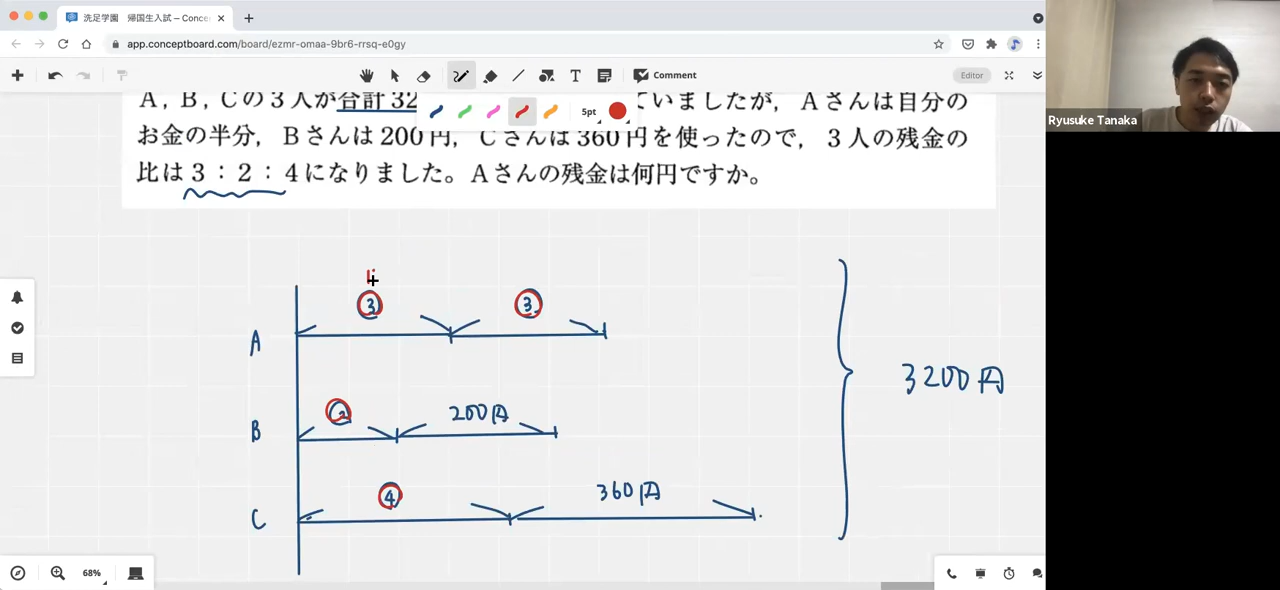 洗足学園 帰国生入試 – Conce
app.conceptboard.com/board/ezmr-omaa-9br6-rrsq-e0gy
Comment
Editor
5pt
A，B，Cの３人が合計32
ていましたが，Aさんは自分の
お金の半分，Bさんは200円，Cさんは360円を使ったので，３人の残金の
比は３：２：４になりました。Aさんの残金は何円ですか。
Ryusuke Tanaka
③ ③
A
3200円
② 200円
B
④ 360円
C
68%